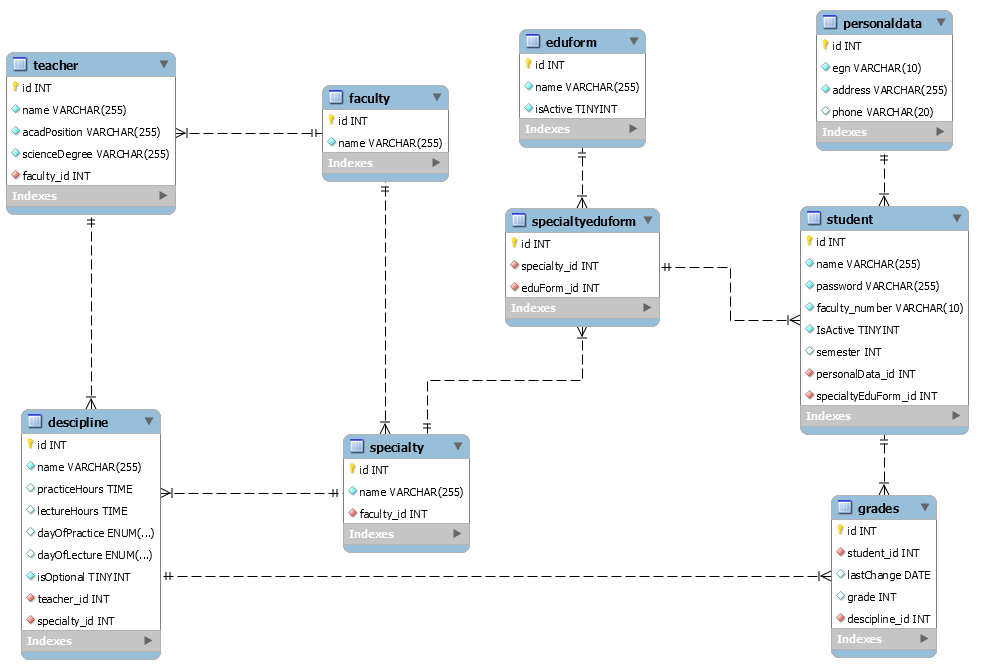 teacher
id INT
name VARCHAR(255)
acadPosition VARCHAR(255)
scienceDegree VARCHAR(255)
faculty_id INT
Indexes
faculty
id INT
name VARCHAR(255)
Indexes
eduform
id INT
name VARCHAR(255)
isActive TINYINT
Indexes
personaldata
id INT
egn VARCHAR(10)
address VARCHAR(255)
phone VARCHAR(20)
Indexes
specialtyeduform
id INT
specialty_id INT
eduForm_id INT
Indexes
student
id INT
name VARCHAR(255)
password VARCHAR(255)
faculty_number VARCHAR(10)
IsActive TINYINT
semester INT
personalData_id INT
specialtyEduForm_id INT
Indexes
descipline
id INT
name VARCHAR(255)
practiceHours TIME
lectureHours TIME
dayOfPractice ENUM(...)
dayOfLecture ENUM(...)
isOptional TINYINT
teacher_id INT
specialty_id INT
Indexes
specialty
id INT
name VARCHAR(255)
faculty_id INT
Indexes
grades
id INT
student_id INT
lastChange DATE
grade INT
descipline_id INT
Indexes